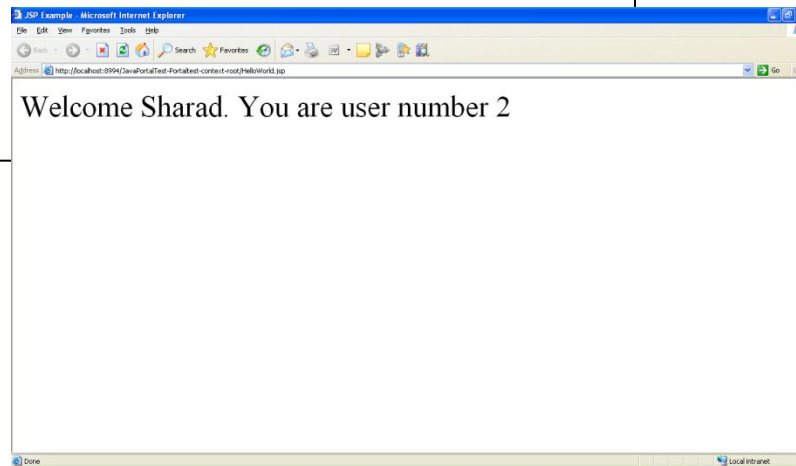 JSP Example - Microsoft Internet Explorer
File Edit View Favorites Tools Help
Back Search Favorites
Address http://localhost:8994/JavaPortalTest-Portaltest-context-root/HelloWorld.jsp Go
Welcome Sharad. You are user number 2
Done Local intranet